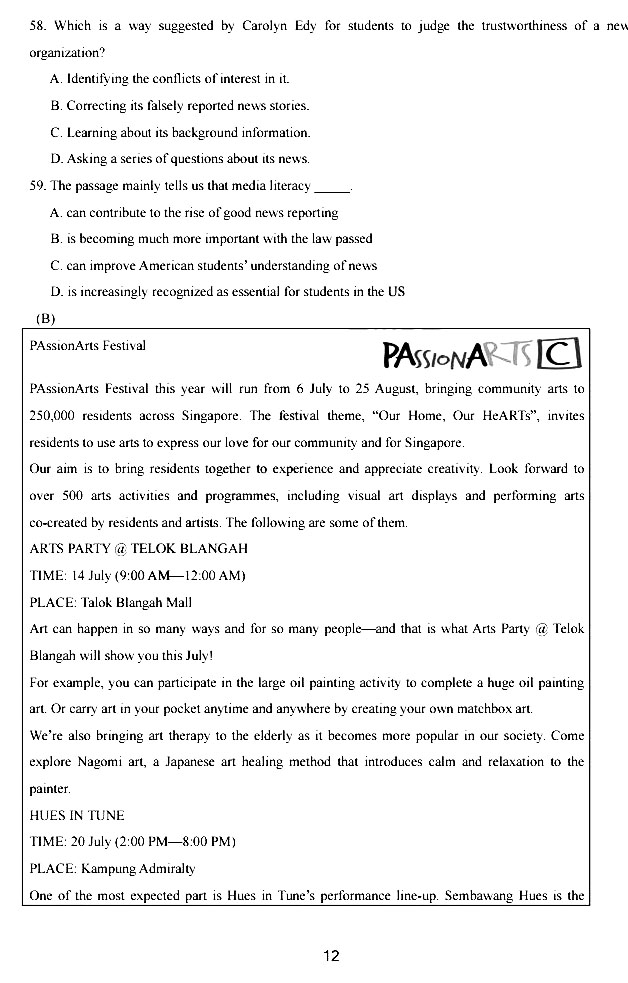 58. Which is a way suggested by Carolyn Edy for students to judge the trustworthiness of a new
organization?
A. Identifying the conflicts of interest in it.
B. Correcting its falsely reported news stories.
C. Learning about its background information.
D. Asking a series of questions about its news.
59. The passage mainly tells us that media literacy _____.
A. can contribute to the rise of good news reporting
B. is becoming much more important with the law passed
C. can improve American students' understanding of news
D. is increasingly recognized as essential for students in the US
(B)
PAssionArts Festival
PASSIONARTS C
PAssionArts Festival this year will run from 6 July to 25 August, bringing community arts to
250,000 residents across Singapore. The festival theme, “Our Home, Our HeARTs”, invites
residents to use arts to express our love for our community and for Singapore.
Our aim is to bring residents together to experience and appreciate creativity. Look forward to
over 500 arts activities and programmes, including visual art displays and performing arts
co-created by residents and artists. The following are some of them.
ARTS PARTY @ TELOK BLANGAH
TIME: 14 July (9:00 AM—12:00 AM)
PLACE: Talok Blangah Mall
Art can happen in so many ways and for so many people—and that is what Arts Party @ Telok
Blangah will show you this July!
For example, you can participate in the large oil painting activity to complete a huge oil painting
art. Or carry art in your pocket anytime and anywhere by creating your own matchbox art.
We're also bringing art therapy to the elderly as it becomes more popular in our society. Come
explore Nagomi art, a Japanese art healing method that introduces calm and relaxation to the
painter.
HUES IN TUNE
TIME: 20 July (2:00 PM—8:00 PM)
PLACE: Kampung Admiralty
One of the most expected part is Hues in Tune's performance line-up. Sembawang Hues is the
12